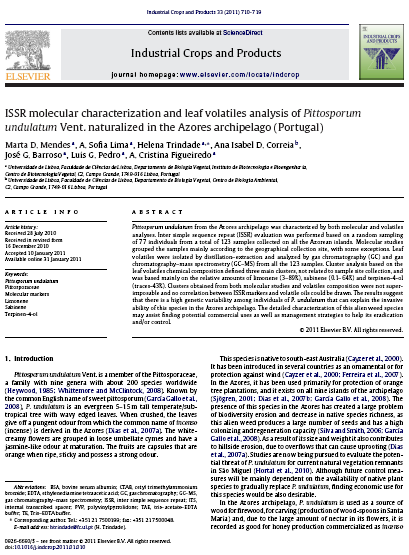 Industrial Crops and Products 33 (2011) 710–719
Contents lists available at ScienceDirect
Industrial Crops and Products
journal homepage: www.elsevier.com/locate/indcrop
ELSEVIER
INDUSTRIAL CROPS AND PRODUCTS
ISSR molecular characterization and leaf volatiles analysis of Pittosporum
undulatum Vent. naturalized in the Azores archipelago (Portugal)
Marta D. Mendes a, A. Sofia Lima a, Helena Trindade a,*, Ana Isabel D. Correia b,
José G. Barroso a, Luis G. Pedro a, A. Cristina Figueiredo a
a Universidade de Lisboa, Faculdade de Ciências de Lisboa, Departamento de Biologia Vegetal, Instituto de Biotecnologia e Bioengenharia,
Centro de Biotecnologia Vegetal, C2, Campo Grande, 1749-016 Lisboa, Portugal
b Universidade de Lisboa, Faculdade de Ciências de Lisboa, Departamento de Biologia Vegetal, Centro de Biologia Ambiental,
C2, Campo Grande, 1749-016 Lisboa, Portugal
ARTICLE INFO
Article history:
Received 28 July 2010
Received in revised form
16 December 2010
Accepted 10 January 2011
Available online 31 January 2011
Keywords:
Pittosporum undulatum
Pittosporaceae
Molecular markers
Limonene
Sabinene
Terpinen-4-ol
ABSTRACT
Pittosporum undulatum from the Azores archipelago was characterized by both molecular and volatiles
analyses. Inter simple sequence repeat (ISSR) evaluation was performed based on a random sampling
of 77 individuals from a total of 123 samples collected on all the Azorean islands. Molecular studies
grouped the samples mainly according to the geographical collection site, with some exceptions. Leaf
volatiles were isolated by distillation–extraction and analyzed by gas chromatography (GC) and gas
chromatography–mass spectrometry (GC–MS) from all the 123 samples. Cluster analysis based on the
leaf volatiles chemical composition defined three main clusters, not related to sample site collection, and
was based mainly on the relative amounts of limonene (3–89%), sabinene (0.1–64%) and terpinen-4-ol
(traces–43%). Clusters obtained from both molecular and volatiles composition were not super-
imposable and no correlation between ISSR markers and volatile oils could be drawn. The results suggest
that there is a high genetic variability among individuals of P. undulatum that can explain the invasive
ability of this species in the Azores archipelago. The detailed characterization of this alien weed species
may assist finding potential commercial uses as well as management strategies to help its eradication
and/or control.
© 2011 Elsevier B.V. All rights reserved.
1. Introduction
Pittosporum undulatum Vent. is a member of the Pittosporaceae,
a family with nine genera with about 200 species worldwide
(Heywood, 1985; Whittemore and McClintock, 2008). Known by
the common English name of sweet pittosporum (García Gallo et al.,
2008), P. undulatum is an evergreen 5–15 m tall temperate/sub-
tropical tree with wavy edged leaves. When crushed, the leaves
give off a pungent odour from which the common name of incenso
(incense) is derived in the Azores (Dias et al., 2007a). The white-
creamy flowers are grouped in loose umbellate cymes and have a
jasmine-like odour at maturation. The fruits are capsules that are
orange when ripe, sticky and possess a strong odour.
Abbreviations: BSA, bovine serum albumin; CTAB, cetyl trimethylammonium
bromide; EDTA, ethylenediamine tetraacetic acid; GC, gas chromatography; GC–MS,
gas chromatography–mass spectrometry; ISSR, inter simple sequence repeat; ITS,
internal transcribed spacer; PVP, polyvinylpyrrolidone; TAE, tris-acetate–EDTA
buffer; TE, Tris–EDTA buffer.
* Corresponding author. Tel.: +351 21 7500199; fax: +351 21 7500048.
E-mail address: htrindade@fc.ul.pt (H. Trindade).
This species is native to south-east Australia (Cayzer et al., 2000).
It has been introduced in several countries as an ornamental or for
protection against wind (Cayzer et al., 2000; Ferreira et al., 2007).
In the Azores, it has been used primarily for protection of orange
tree plantations, and it exists on all nine islands of the archipelago
(Sjögren, 2001; Dias et al., 2007b; García Gallo et al., 2008). The
presence of this species in the Azores has created a large problem
of biodiversity erosion and decrease in native species richness, as
this alien weed produces a large number of seeds and has a high
colonizing and regeneration capacity (Silva and Smith, 2006; García
Gallo et al., 2008). As a result of its size and weight it also contributes
to hillside erosion, due to overflows that can cause uprooting (Dias
et al., 2007a). Studies are now being pursued to evaluate the poten-
tial threat of P. undulatum for current natural vegetation remnants
in São Miguel (Hortal et al., 2010). Although future control mea-
sures will be mainly dependent on the availability of native plant
species to gradually replace P. undulatum, finding economic use for
this species would be also desirable.
In the Azores archipelago, P. undulatum is used as a source of
wood for firewood, for carving (production of wood-spoons in Santa
Maria) and, due to the large amount of nectar in its flowers, it is
recorded as good for honey production commercialized as incenso
0926-6690/$ – see front matter © 2011 Elsevier B.V. All rights reserved.